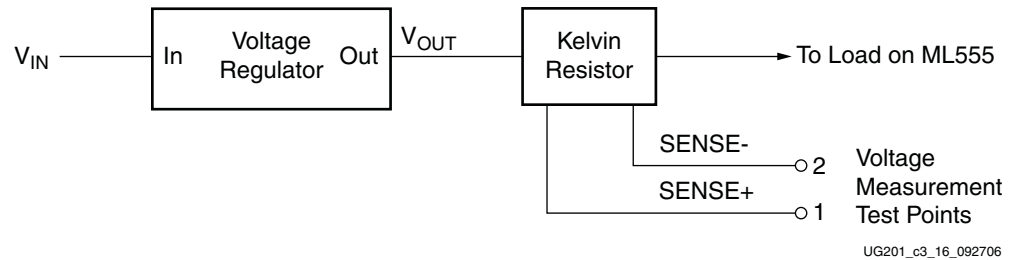 V_IN
In
Voltage
Regulator
Out
V_OUT
Kelvin
Resistor
To Load on ML555
SENSE-
2
SENSE+
1
Voltage
Measurement
Test Points
UG201_c3_16_092706